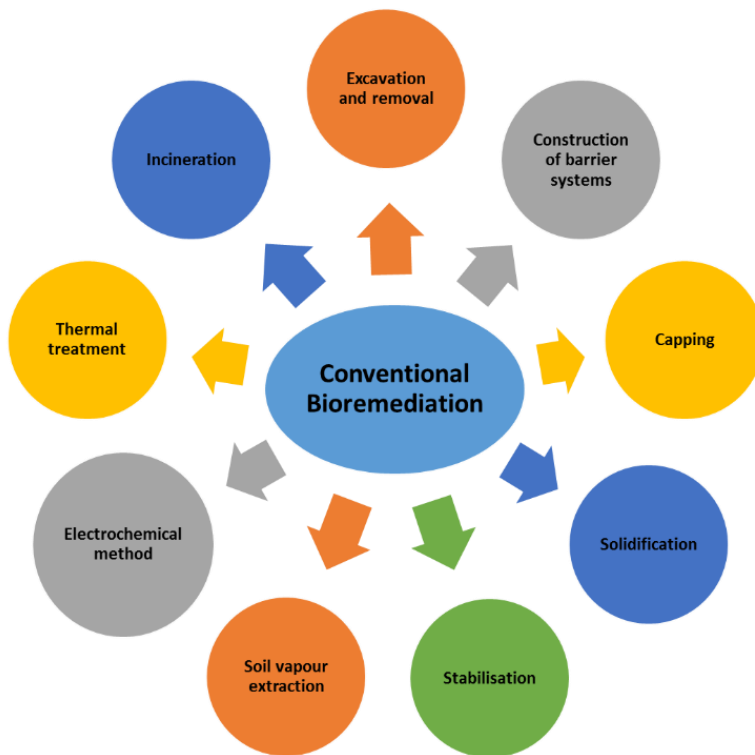 Excavation
and removal
Construction
of barrier
systems
Capping
Solidification
Stabilisation
Soil vapour
extraction
Electrochemical
method
Thermal
treatment
Incineration
Conventional
Bioremediation